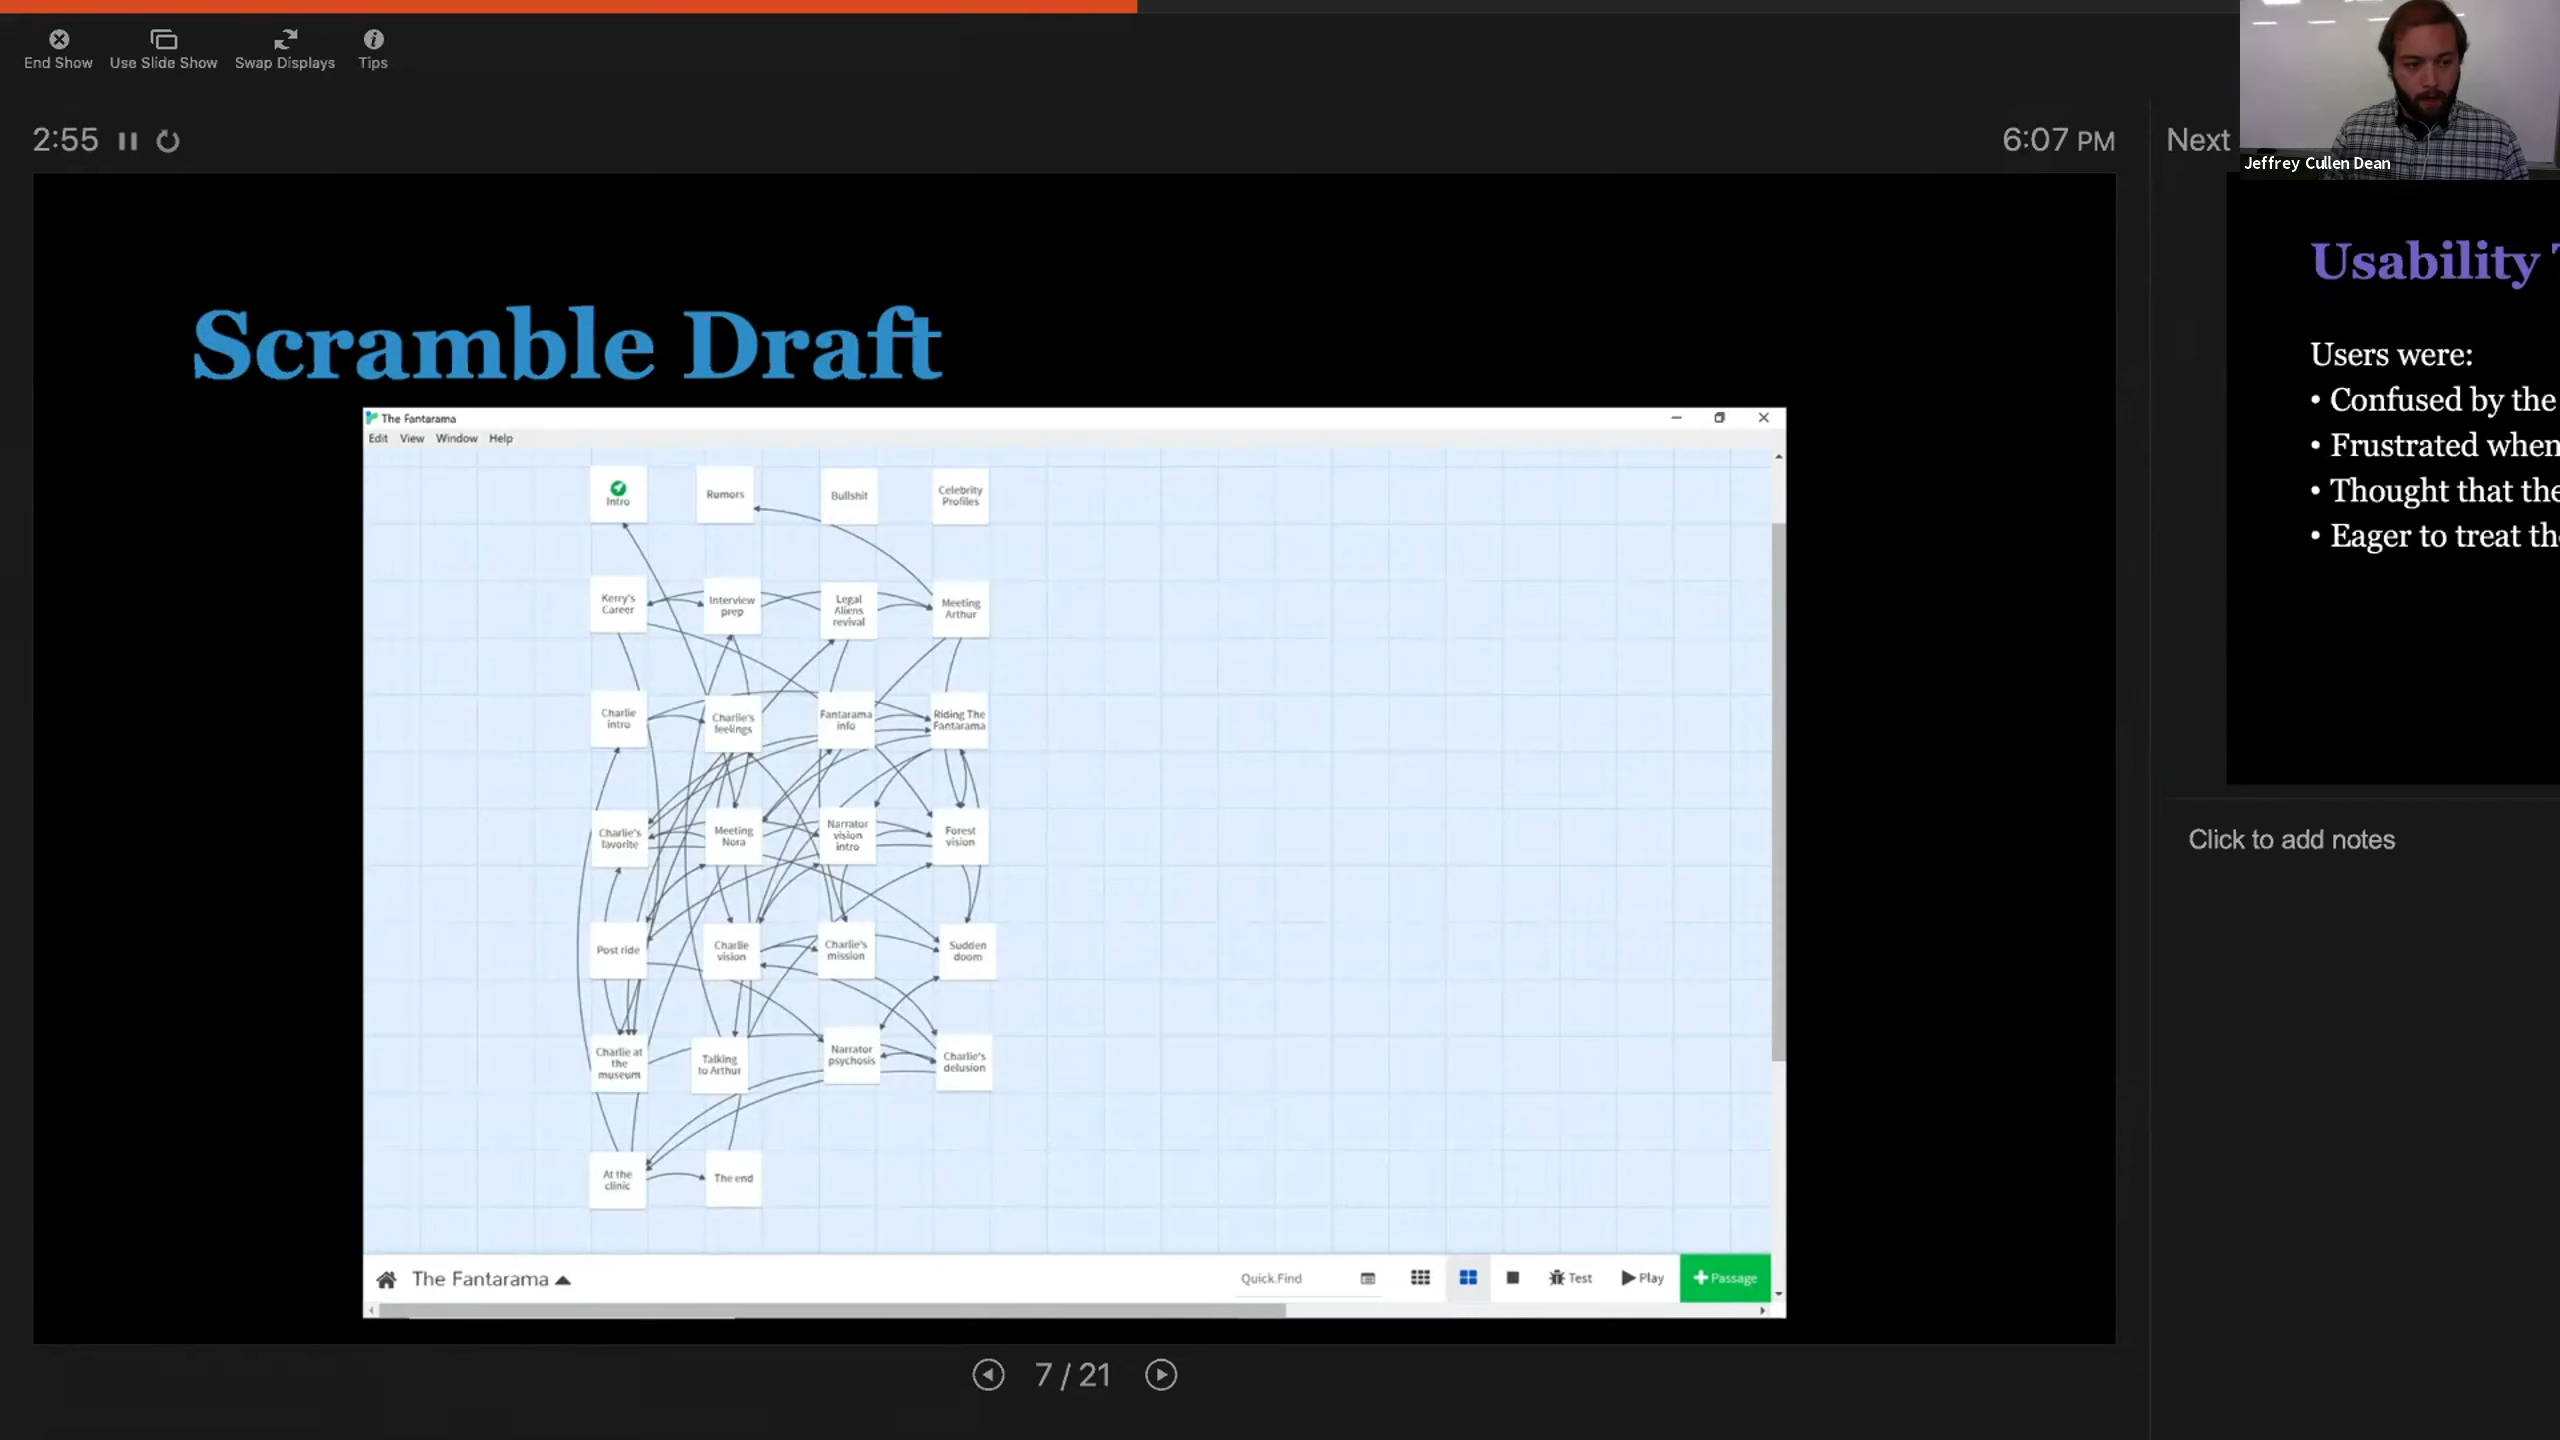 End Show
Use Slide Show
Swap Displays
Tips
2:55
6:07 PM
Next
Jeffrey Cullen Dean
Scramble Draft
The Fantarama
Edit View Window Help
Intro
Rumors
Bullshit
Celebrity
Profiles
Kerry's
Career
Interview
prep
Legal
Aliens
revival
Meeting
Arthur
Charlie
intro
Charlie's
feelings
Fantarama
info
Riding The
Fantarama
Charlie's
favorite
Meeting
Nora
Narrator
vision
intro
Forest
vision
Post ride
Charlie
vision
Charlie's
mission
Sudden
doom
Charlie at
the
museum
Talking
to Arthur
Narrator
psychosis
Charlie's
delusion
At the
clinic
The end
The Fantarama
Quick Find
Test
Play
+Passage
7 / 21
Usability
Users were:
• Confused by the
• Frustrated when
• Thought that the
• Eager to treat th
Click to add notes